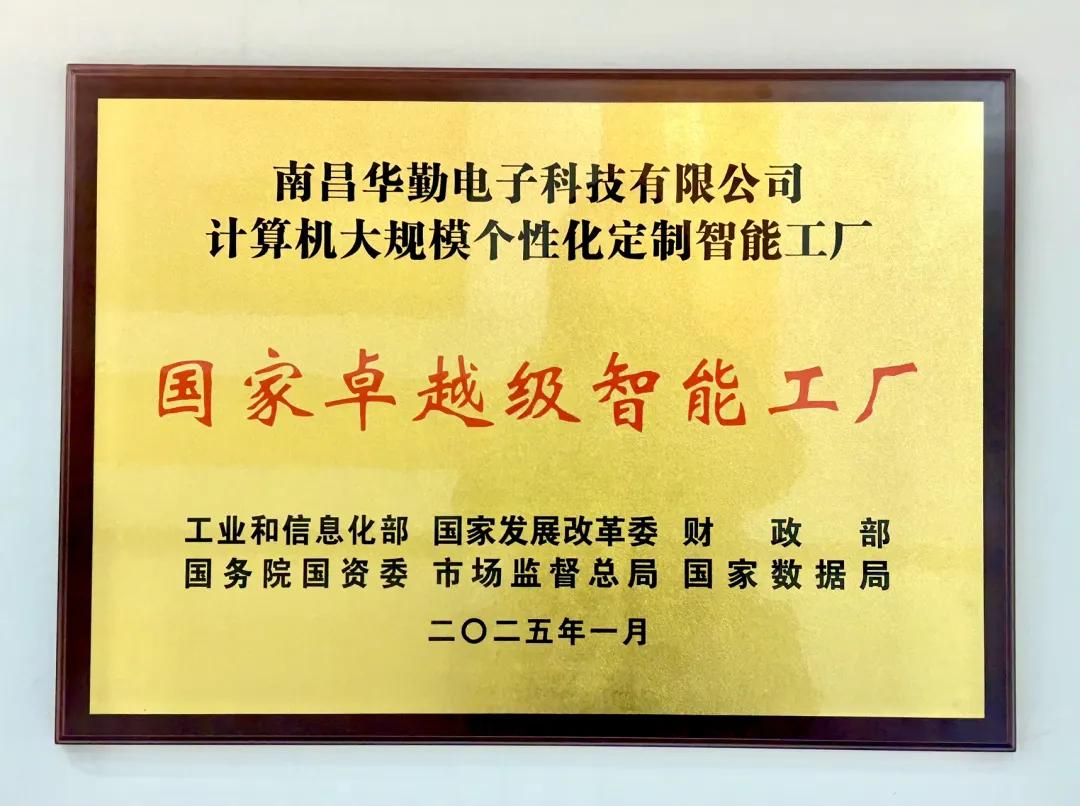 南昌华勤电子科技有限公司
计算机大规模个性化定制智能工厂
国家卓越级智能工厂
工业和信息化部 国家发展改革委 财政部
国务院国资委 市场监督总局 国家数据局
二〇二五年一月